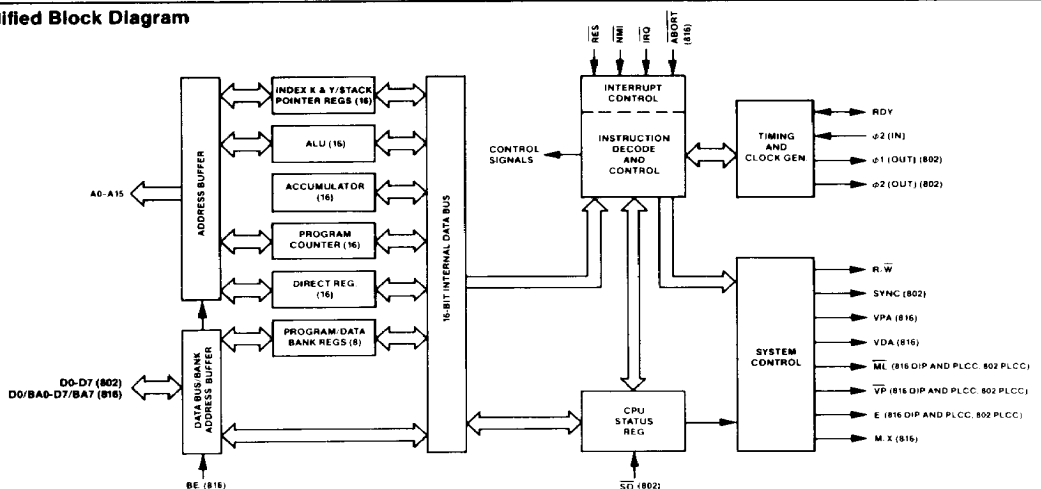 lified Block Diagram
RES
NMI
IRQ
ABORT
(816)
INDEX X & Y/STACK
POINTER REGS (16)
ALU (16)
ACCUMULATOR
(16)
PROGRAM
COUNTER (16)
DIRECT REG.
(16)
PROGRAM/DATA
BANK REGS (8)
ADDRESS BUFFER
A0-A15
DATA BUS/BANK
ADDRESS BUFFER
D0-D7 (802)
D0/BA0-D7/BA7 (816)
BE (816)
16-BIT INTERNAL DATA BUS
INTERRUPT
CONTROL
INSTRUCTION
DECODE
AND
CONTROL
CONTROL
SIGNALS
TIMING
AND
CLOCK GEN.
RDY
ϕ2 (IN)
ϕ1 (OUT) (802)
ϕ2 (OUT) (802)
CPU
STATUS
REG
SO (802)
SYSTEM
CONTROL
R/W
SYNC (802)
VPA (816)
VDA (816)
ML (816 DIP AND PLCC, 802 PLCC)
VP (816 DIP AND PLCC, 802 PLCC)
E (816 DIP AND PLCC, 802 PLCC)
M, X (816)